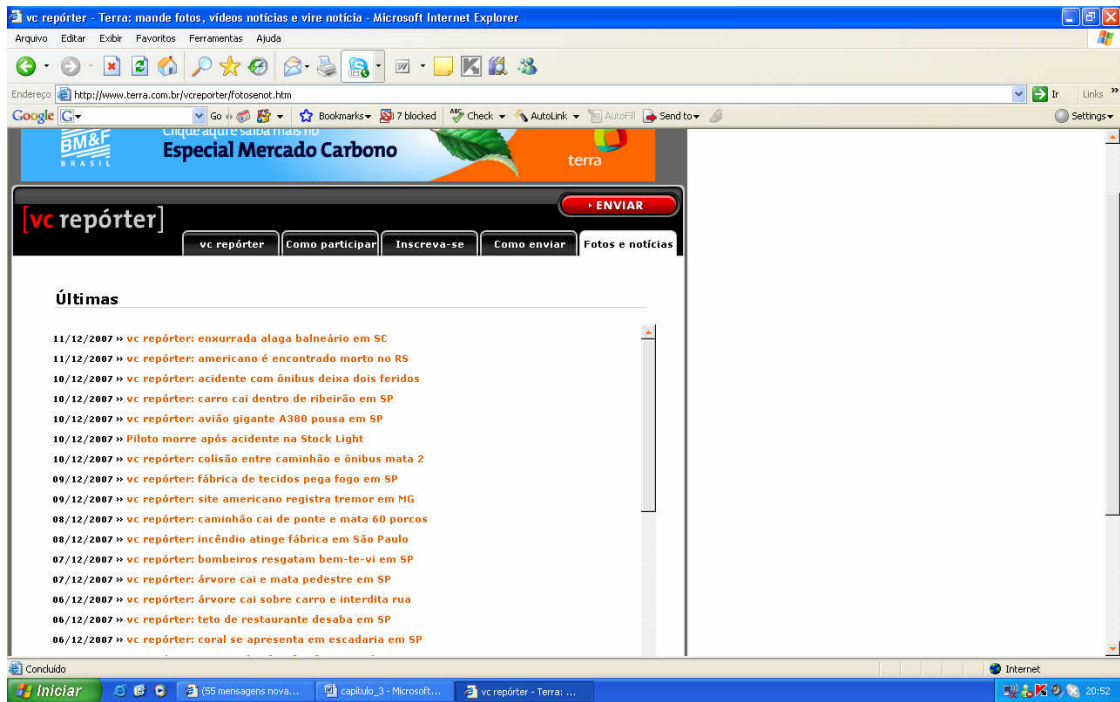 vc repórter - Terra: mande fotos, vídeos notícias e vire notícia - Microsoft Internet Explorer
Arquivo Editar Exibir Favoritos Ferramentas Ajuda
Endereço http://www.terra.com.br/vcreporter/fotosenot.htm Ir Links »
Google G Go Bookmarks 7 blocked ABC Check AutoLink AutoFill Send to Settings
Clique aqui e saiba mais no
BM&F BRASIL Especial Mercado Carbono terra
ENVIAR
[vc repórter]
vc repórter Como participar Inscreva-se Como enviar Fotos e notícias
Últimas
11/12/2007 » vc repórter: enxurrada alaga balneário em SC
11/12/2007 » vc repórter: americano é encontrado morto no RS
10/12/2007 » vc repórter: acidente com ônibus deixa dois feridos
10/12/2007 » vc repórter: carro cai dentro de ribeirão em SP
10/12/2007 » vc repórter: avião gigante A380 pousa em SP
10/12/2007 » Piloto morre após acidente na Stock Light
10/12/2007 » vc repórter: colisão entre caminhão e ônibus mata 2
09/12/2007 » vc repórter: fábrica de tecidos pega fogo em SP
09/12/2007 » vc repórter: site americano registra tremor em MG
08/12/2007 » vc repórter: caminhão cai de ponte e mata 60 porcos
08/12/2007 » vc repórter: incêndio atinge fábrica em São Paulo
07/12/2007 » vc repórter: bombeiros resgatam bem-te-vi em SP
07/12/2007 » vc repórter: árvore cai e mata pedestre em SP
06/12/2007 » vc repórter: árvore cai sobre carro e interdita rua
06/12/2007 » vc repórter: teto de restaurante desaba em SP
06/12/2007 » vc repórter: coral se apresenta em escadaria em SP
Concluído Internet
Iniciar (55 mensagens nova... capitulo_3 - Microsoft... vc repórter - Terra: ... 20:52